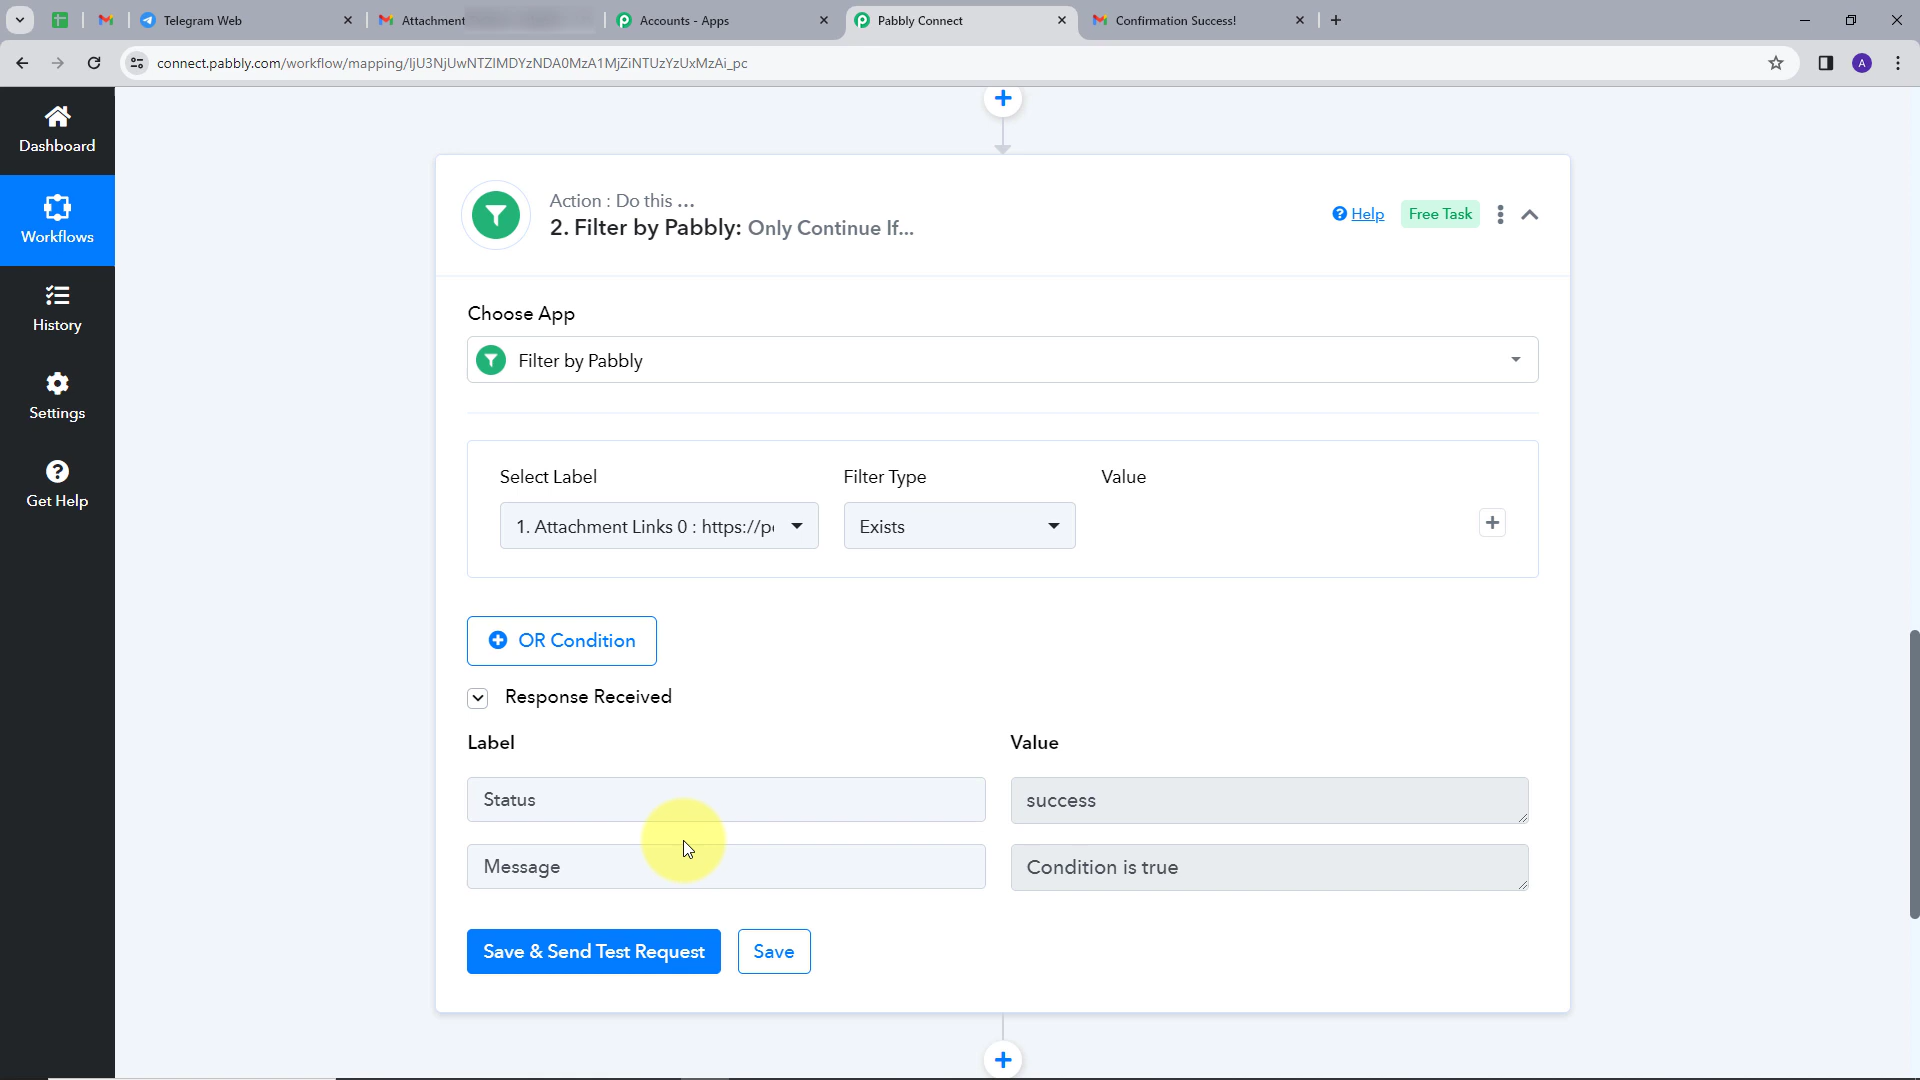 Telegram Web
Attachment
Accounts - Apps
Pabbly Connect
Confirmation Success!
connect.pabbly.com/workflow/mapping/IjU3NjUwNTZlMDYzNDA0MzA1MjZiNTUzYzUxMzAi_pc
A
Dashboard
Workflows
History
Settings
Get Help
Action : Do this ...
2. Filter by Pabbly: Only Continue If...
Help
Free Task
Choose App
Filter by Pabbly
Select Label
Filter Type
Value
1. Attachment Links 0 : https://p
Exists
OR Condition
Response Received
Label
Value
Status
success
Message
Condition is true
Save & Send Test Request
Save